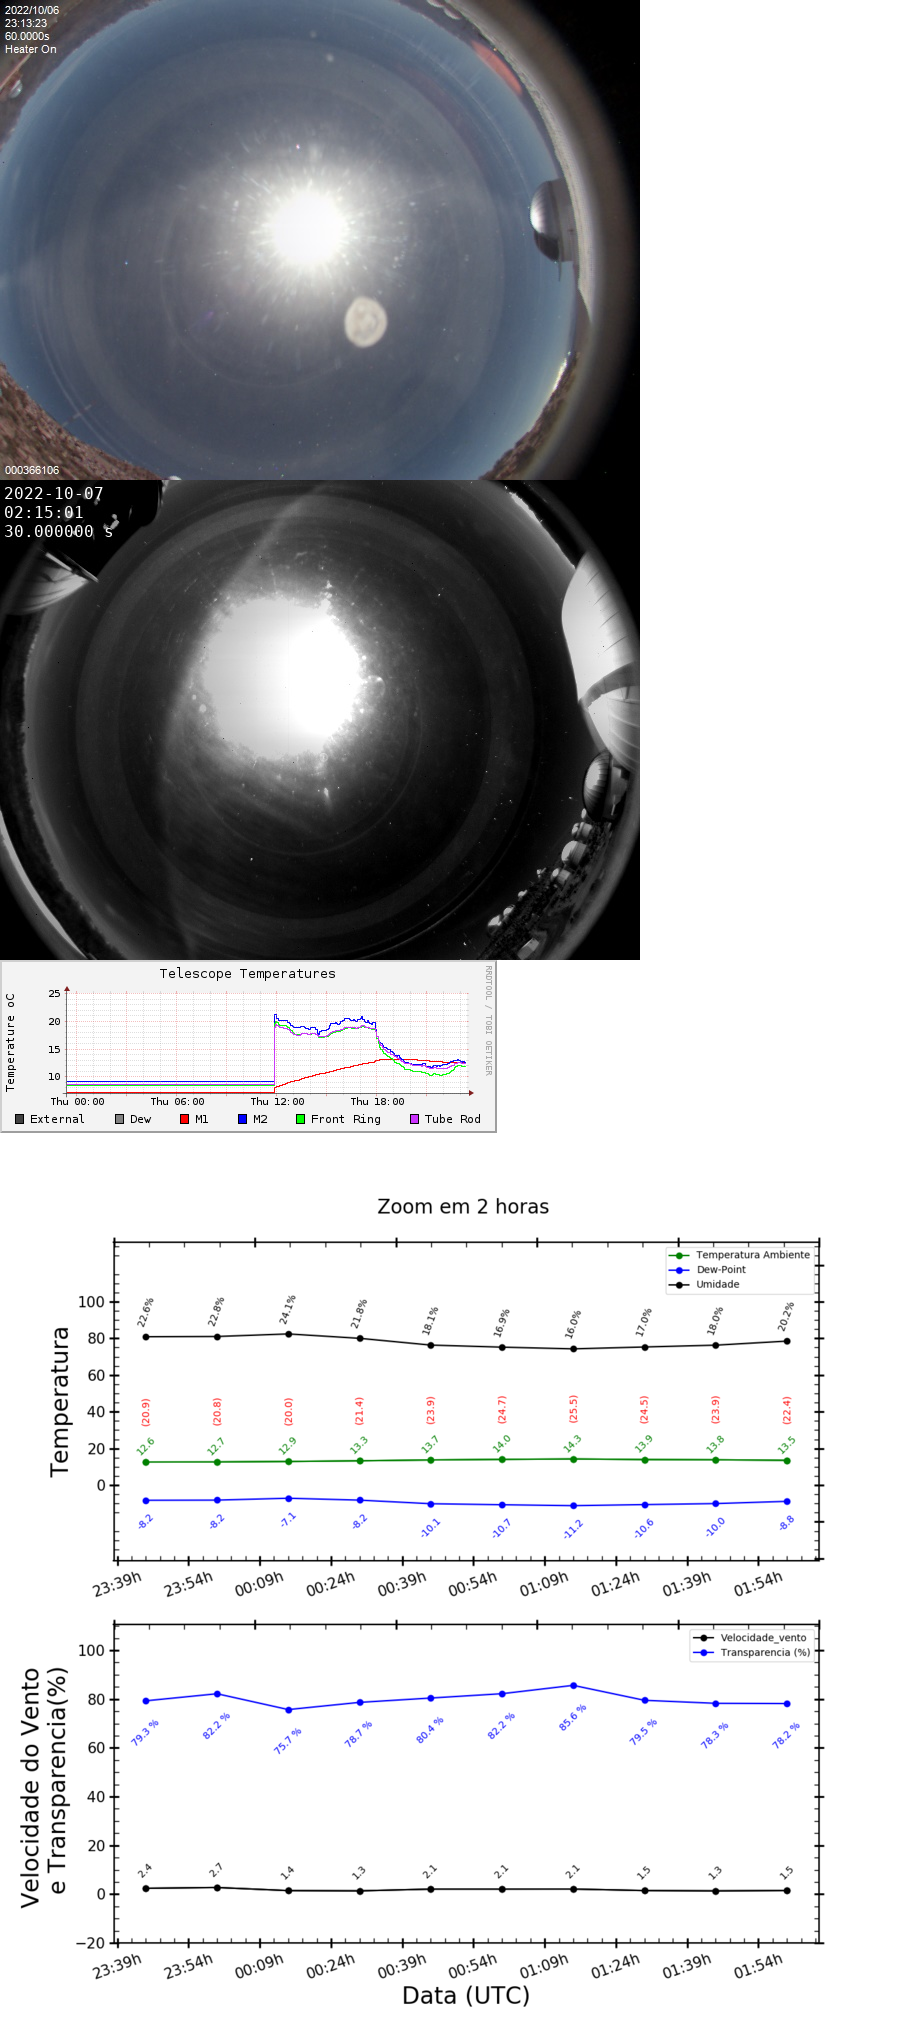 2022/10/06
23:13:23
60.0000s
Heater On
000366106
2022-10-07
02:15:01
30.000000 s
Telescope Temperatures
RRDTOOL / TOBI OETIKER
Temperature oC
25
20
15
10
Thu 00:00 Thu 06:00 Thu 12:00 Thu 18:00
External Dew M1 M2 Front Ring Tube Rod
Zoom em 2 horas
Temperatura Ambiente
Dew-Point
Umidade
Temperatura
100
80
60
40
20
0
22.6% 22.8% 24.1% 21.8% 18.1% 16.9% 16.0% 17.0% 18.0% 20.2%
(20.9) (20.8) (20.0) (21.4) (23.9) (24.7) (25.5) (24.5) (23.9) (22.4)
12.6 12.7 12.9 13.3 13.7 14.0 14.3 13.9 13.8 13.5
-8.2 -8.2 -7.1 -8.2 -10.1 -10.7 -11.2 -10.6 -10.0 -8.8
23:39h 23:54h 00:09h 00:24h 00:39h 00:54h 01:09h 01:24h 01:39h 01:54h
Velocidade_vento
Transparencia (%)
Velocidade do Vento
e Transparencia(%)
100
80
60
40
20
0
−20
79.3 % 82.2 % 75.7 % 78.7 % 80.4 % 82.2 % 85.6 % 79.5 % 78.3 % 78.2 %
2.4 2.7 1.4 1.3 2.1 2.1 2.1 1.5 1.3 1.5
23:39h 23:54h 00:09h 00:24h 00:39h 00:54h 01:09h 01:24h 01:39h 01:54h
Data (UTC)